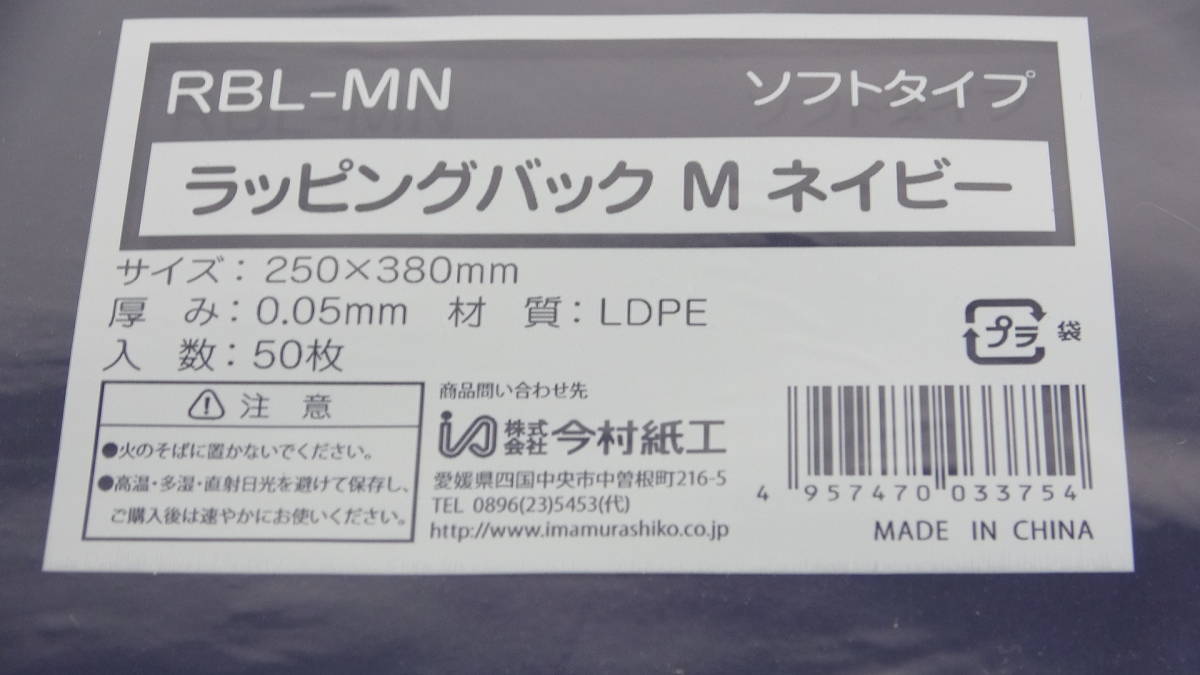 RBL-MN ソフトタイプ
ラッピングバック M ネイビー
サイズ：250×380mm
厚 み：0.05mm 材 質：LDPE
入 数：50枚
プラ 袋
注 意
●火のそばに置かないでください。
●高温・多湿・直射日光を避けて保存し、
ご購入後は速やかにお使いください。
商品問い合わせ先
is 株式会社 今村紙工
愛媛県四国中央市中曽根町216-5
TEL 0896(23)5453(代)
http://www.imamurashiko.co.jp
4 957470 033754
MADE IN CHINA